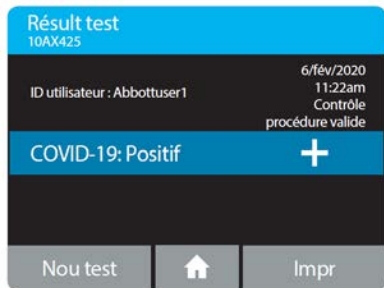 Résult test
10AX425
6/fév/2020
11:22am
ID utilisateur : Abbottuser1
Contrôle
procédure valide
COVID-19: Positif +
Nou test
Impr